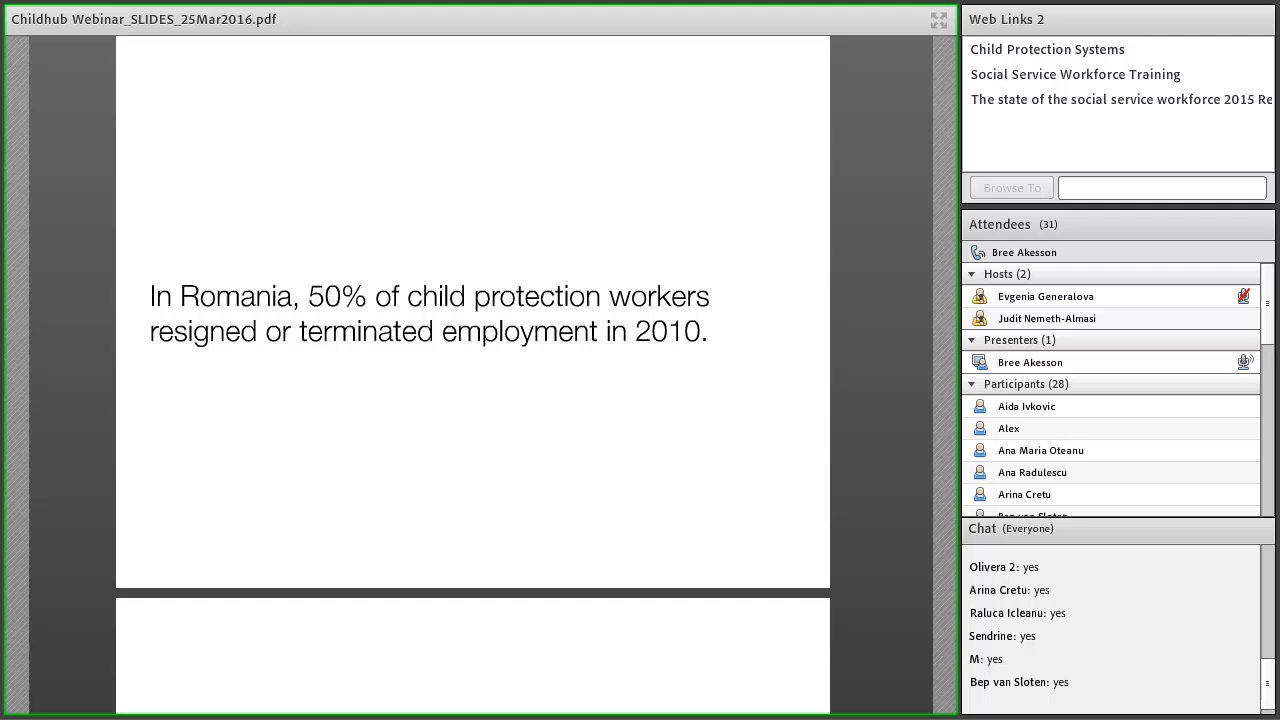 Childhub Webinar_SLIDES_25Mar2016.pdf
In Romania, 50% of child protection workers
resigned or terminated employment in 2010.
Web Links 2
Child Protection Systems
Social Service Workforce Training
The state of the social service workforce 2015 Re
Browse To
Attendees (31)
Bree Akesson
Hosts (2)
Evgenia Generalova
Judit Nemeth-Almasi
Presenters (1)
Bree Akesson
Participants (28)
Aida Ivkovic
Alex
Ana Maria Oteanu
Ana Radulescu
Arina Cretu
Bep van Sloten
Chat (Everyone)
Olivera 2: yes
Arina Cretu: yes
Raluca Icleanu: yes
Sendrine: yes
M: yes
Bep van Sloten: yes